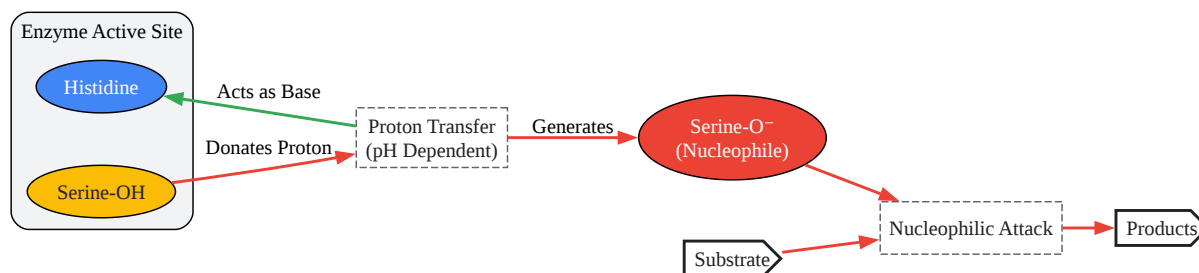 Enzyme Active Site
Histidine
Acts as Base
Proton Transfer
(pH Dependent)
Generates
Serine-O⁻
(Nucleophile)
Donates Proton
Serine-OH
Nucleophilic Attack
Products
Substrate